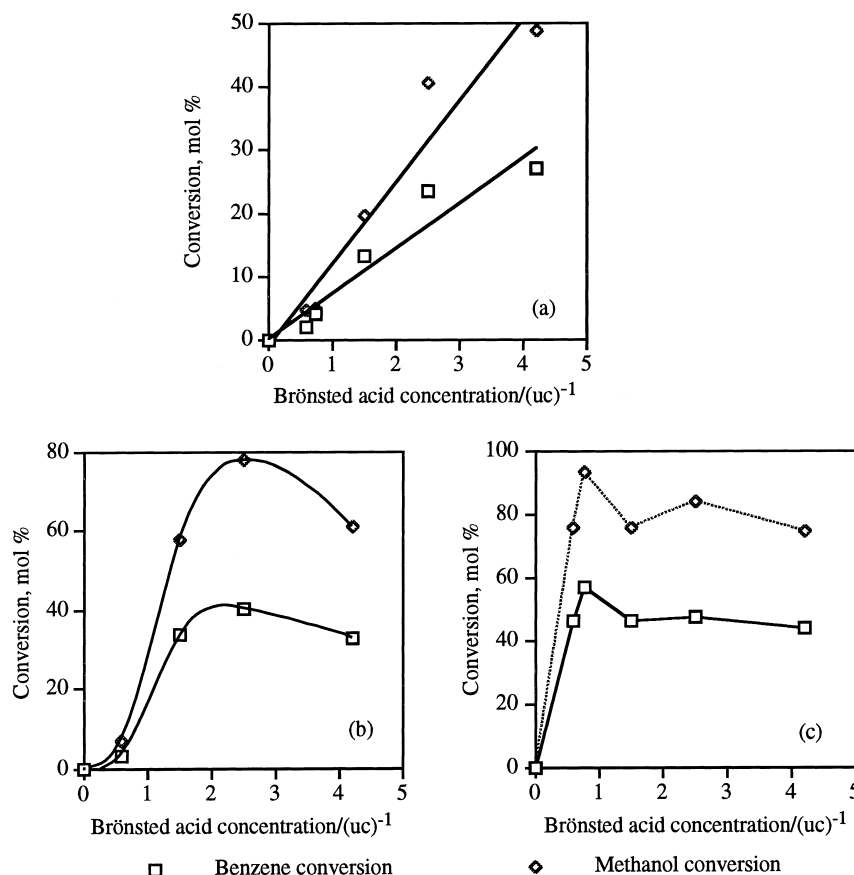 50
40
30
20
10
0
Conversion, mol %
(a)
0 1 2 3 4 5
Brönsted acid concentration/(uc)⁻¹
80
60
40
20
0
Conversion, mol %
(b)
0 1 2 3 4 5
Brönsted acid concentration/(uc)⁻¹
100
80
60
40
20
0
Conversion, mol %
(c)
0 1 2 3 4 5
Brönsted acid concentration/(uc)⁻¹
Benzene conversion
Methanol conversion